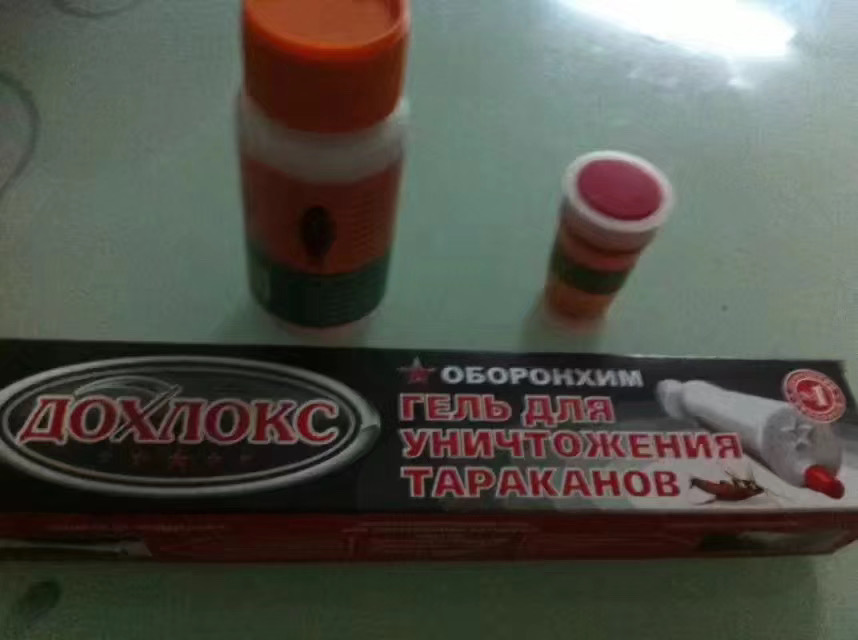 ДОХЛОКС
ОБОРОНХИМ
ГЕЛЬ ДЛЯ
УНИЧТОЖЕНИЯ
ТАРАКАНОВ